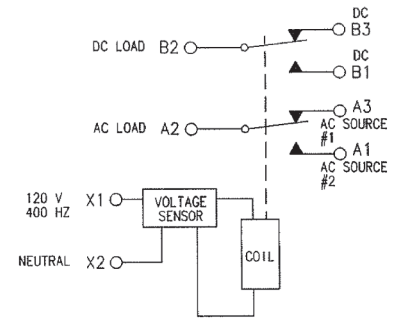 DC
B3
DC LOAD B2
DC
B1
A3
AC LOAD A2
AC SOURCE
#1
A1
AC SOURCE
#2
120 V
400 HZ
X1
VOLTAGE
SENSOR
NEUTRAL X2
COIL